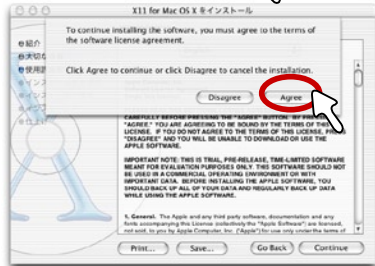 X11 for Mac OS X をインストール
To continue installing the software, you must agree to the terms of
the software license agreement.
Click Agree to continue or click Disagree to cancel the installation.
Disagree
Agree
紹介
大切な
使用許
CAREFULLY BEFORE PRESSING THE "AGREE" BUTTON. BY PRESSING
"AGREE," YOU ARE AGREEING TO BE BOUND BY THE TERMS OF THIS
LICENSE. IF YOU DO NOT AGREE TO THE TERMS OF THIS LICENSE, PRESS
"DISAGREE" AND YOU WILL BE UNABLE TO DOWNLOAD OR USE THE
APPLE SOFTWARE.
IMPORTANT NOTE: THIS IS TRIAL, PRE-RELEASE, TIME-LIMITED SOFTWARE
MEANT FOR EVALUATION PURPOSES ONLY. THIS SOFTWARE SHOULD NOT
BE USED IN A COMMERCIAL OPERATING ENVIRONMENT OR WITH
IMPORTANT DATA. BEFORE INSTALLING THE APPLE SOFTWARE, YOU
SHOULD BACK UP ALL OF YOUR DATA AND REGULARLY BACK UP DATA
WHILE USING THE APPLE SOFTWARE.
1. General. The Apple and any third party software, documentation and any
fonts accompanying this License (collectively the "Apple Software") are licensed,
not sold, to you by Apple Computer, Inc. ("Apple") for use only under the terms of
Print...
Save...
Go Back
Continue